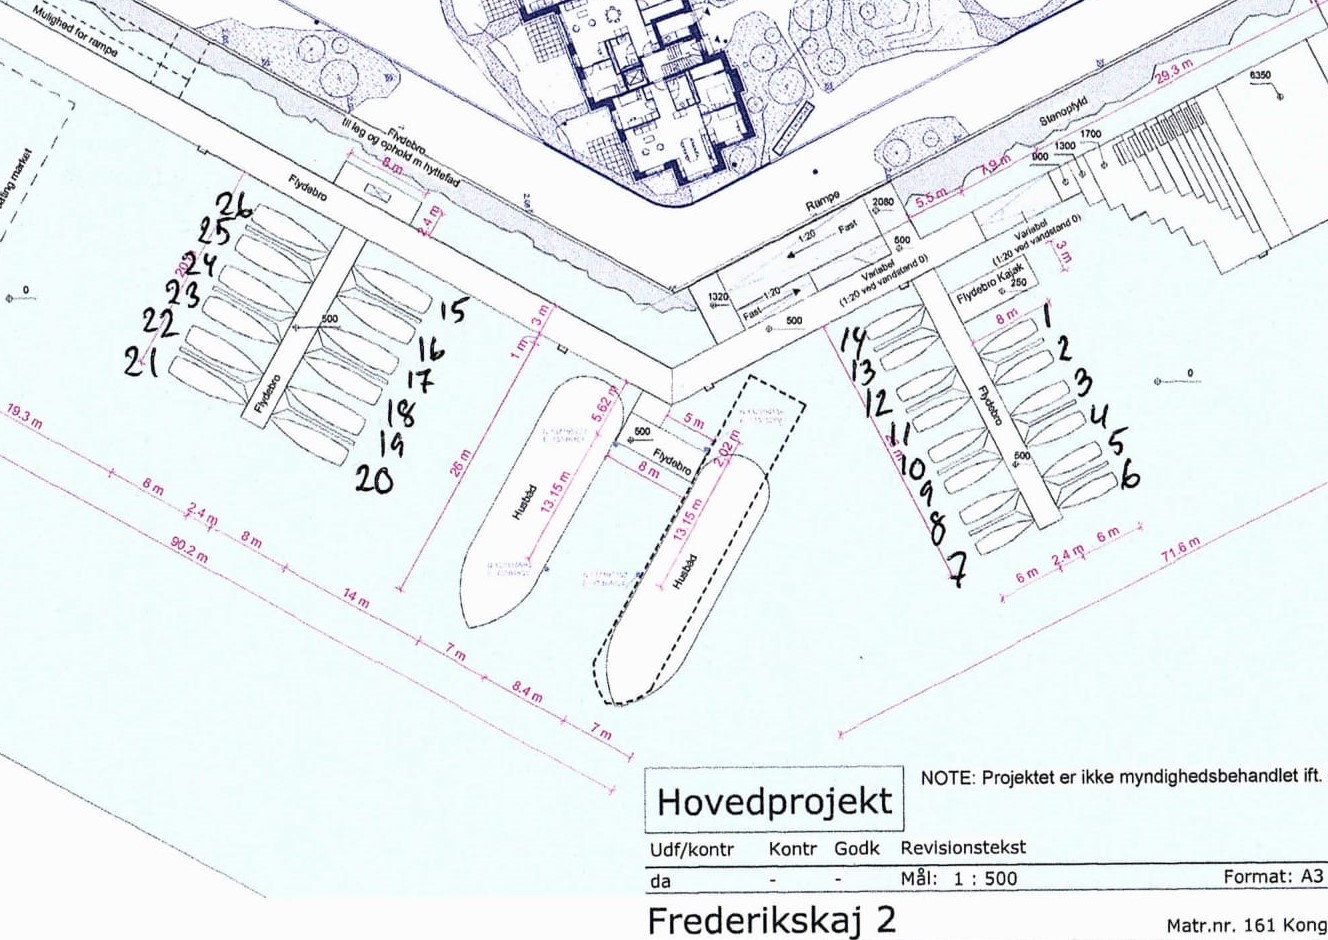 Mulighed for rampe
ating market
0
Flydebro
til leg og ophold m hyttefad
Flydebro
8 m
2.4 m
26
25
24
23
22
21
500
Flydebro
15
16
17
18
19
20
19.3 m
8 m
2.4 m
8 m
90.2 m
14 m
7 m
8.4 m
7 m
3 m
1 m
26 m
5.62 m
13.15 m
Husbåd
500
Flydebro
5 m
8 m
2.02 m
13.15 m
Husbåd
Rampe
2080
1:20
Fast
500
1320
1:20
Fast
500
Variabel
(1:20 ved vandstand 0)
Stenopfyld
29.3 m
6350
1700
1300
900
7.9 m
5.5 m
Variabel
(1:20 ved vandstand 0)
3 m
Flydebro Kajak
250
8 m
14
13
12
11
10
9
8
7
Flydebro
500
1
2
3
4
5
6
0
6 m
2.4 m
6 m
71.6 m
Hovedprojekt
NOTE: Projektet er ikke myndighedsbehandlet ift.
Udf/kontr Kontr Godk Revisionstekst
da - - Mål: 1 : 500 Format: A3
Frederikskaj 2
Matr.nr. 161 Kong